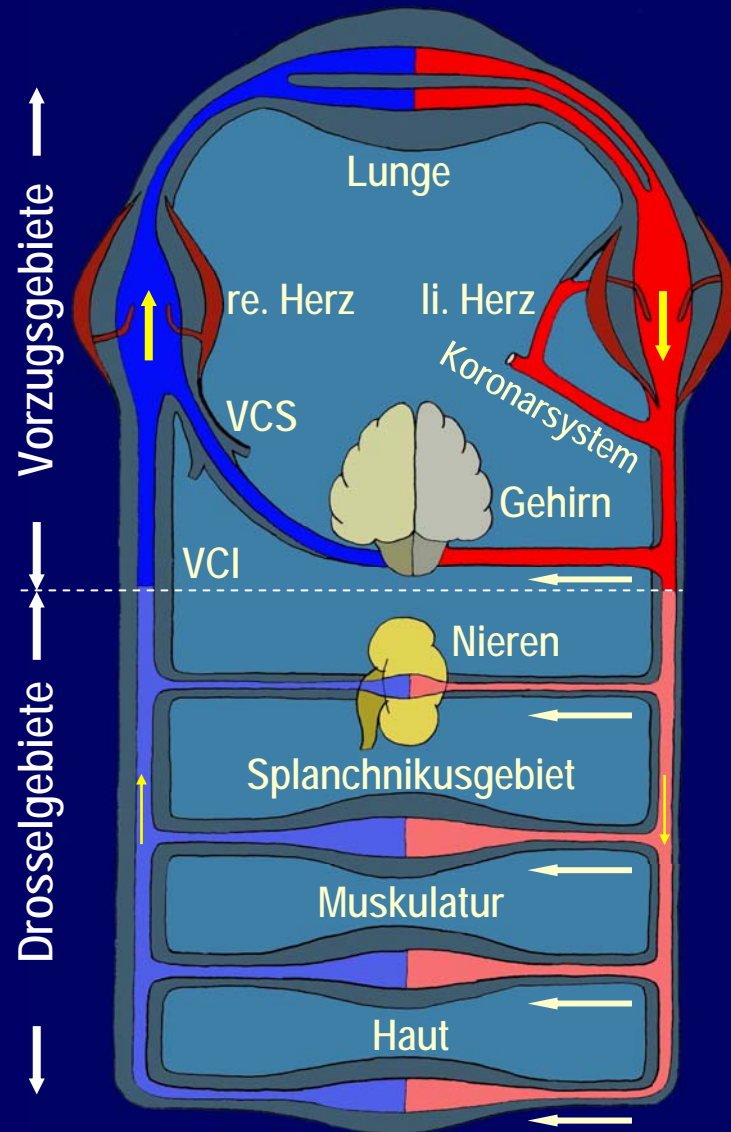 Vorzugsgebiete
Drosselgebiete
Lunge
re. Herz
li. Herz
Koronarsystem
VCS
Gehirn
VCI
Nieren
Splanchnikusgebiet
Muskulatur
Haut